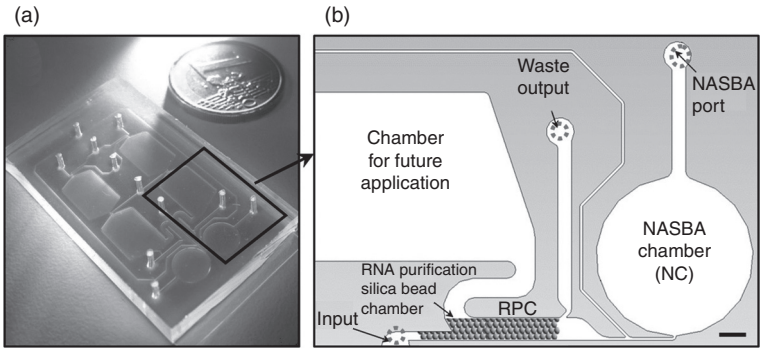 (a)
(b)
Waste
output
NASBA
port
Chamber
for future
application
NASBA
chamber
(NC)
RNA purification
silica bead
chamber
RPC
Input